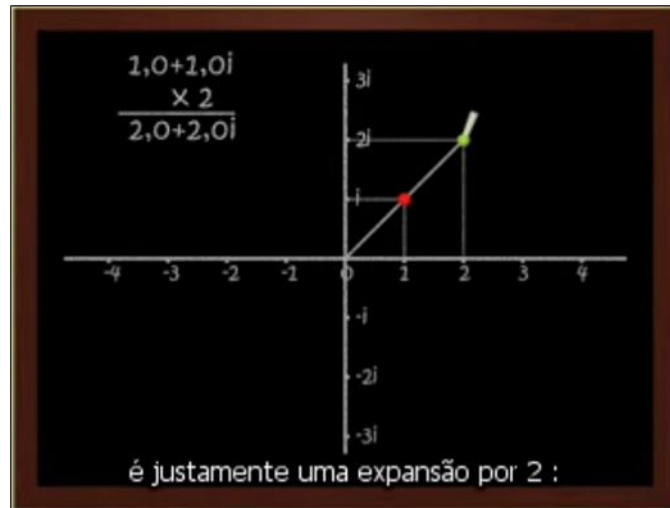 1,0+1,0i
x 2
2,0+2,0i
3i
2i
i
-4 -3 -2 -1 0 1 2 3 4
-i
-2i
-3i
é justamente uma expansão por 2 :